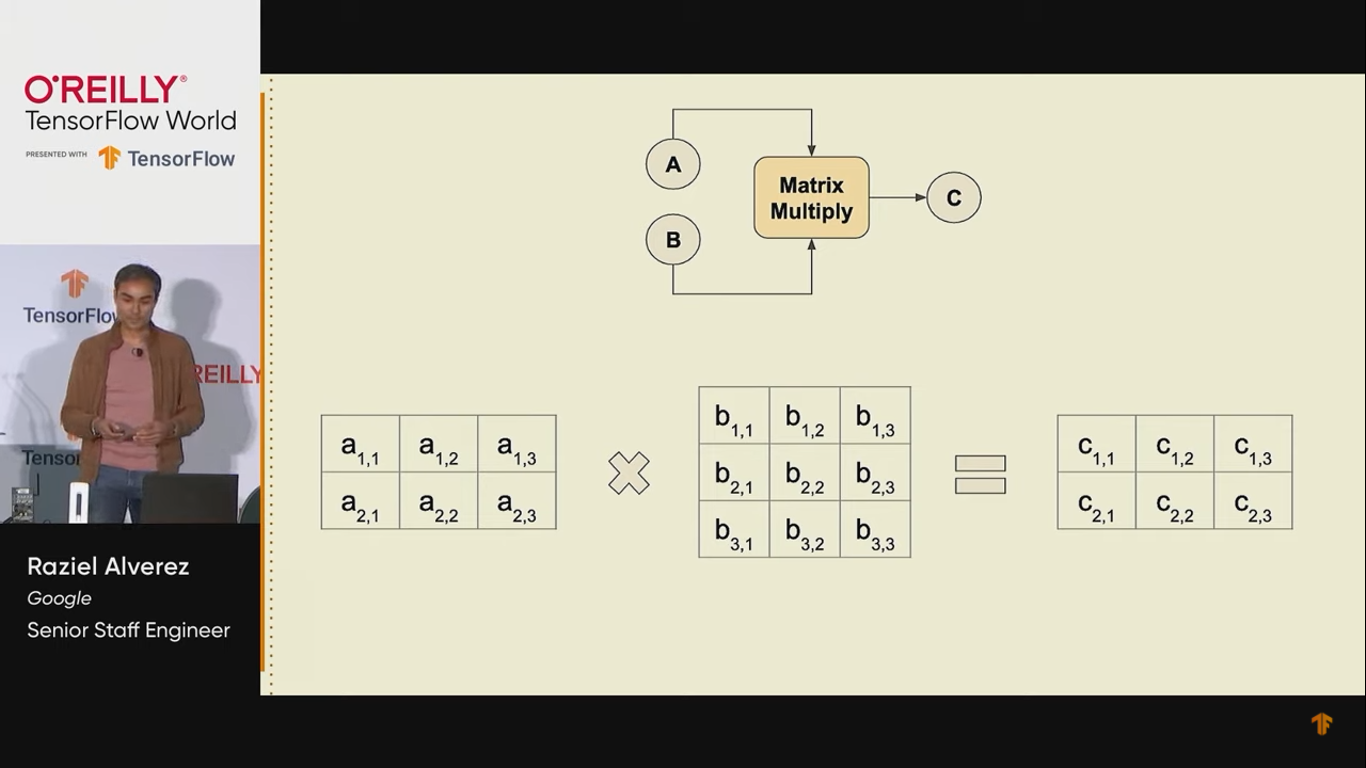 O'REILLY®
TensorFlow World
PRESENTED WITH TensorFlow
TensorFlow
REILLY
Tensor
Raziel Alverez
Google
Senior Staff Engineer
A
B
Matrix
Multiply
C
a1,1 a1,2 a1,3
a2,1 a2,2 a2,3
b1,1 b1,2 b1,3
b2,1 b2,2 b2,3
b3,1 b3,2 b3,3
c1,1 c1,2 c1,3
c2,1 c2,2 c2,3